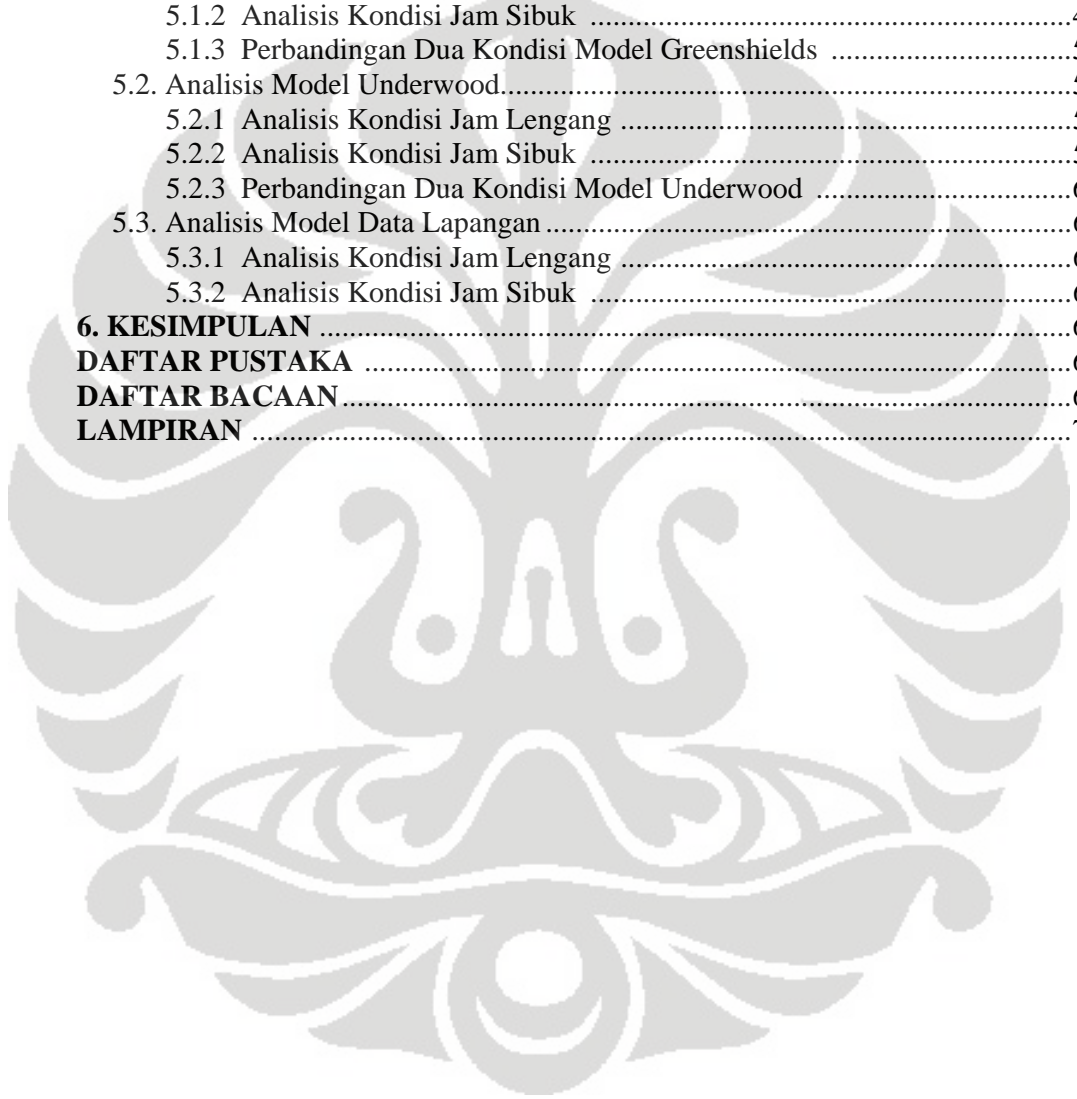 5.1.2 Analisis Kondisi Jam Sibuk ....................................................................
5.1.3 Perbandingan Dua Kondisi Model Greenshields ..................................
5.2. Analisis Model Underwood....................................................................................
5.2.1 Analisis Kondisi Jam Lengang ................................................................
5.2.2 Analisis Kondisi Jam Sibuk ....................................................................
5.2.3 Perbandingan Dua Kondisi Model Underwood ....................................
5.3. Analisis Model Data Lapangan..............................................................................
5.3.1 Analisis Kondisi Jam Lengang ................................................................
5.3.2 Analisis Kondisi Jam Sibuk ....................................................................
6. KESIMPULAN ............................................................................................................
DAFTAR PUSTAKA ......................................................................................................
DAFTAR BACAAN.........................................................................................................
LAMPIRAN ....................................................................................................................